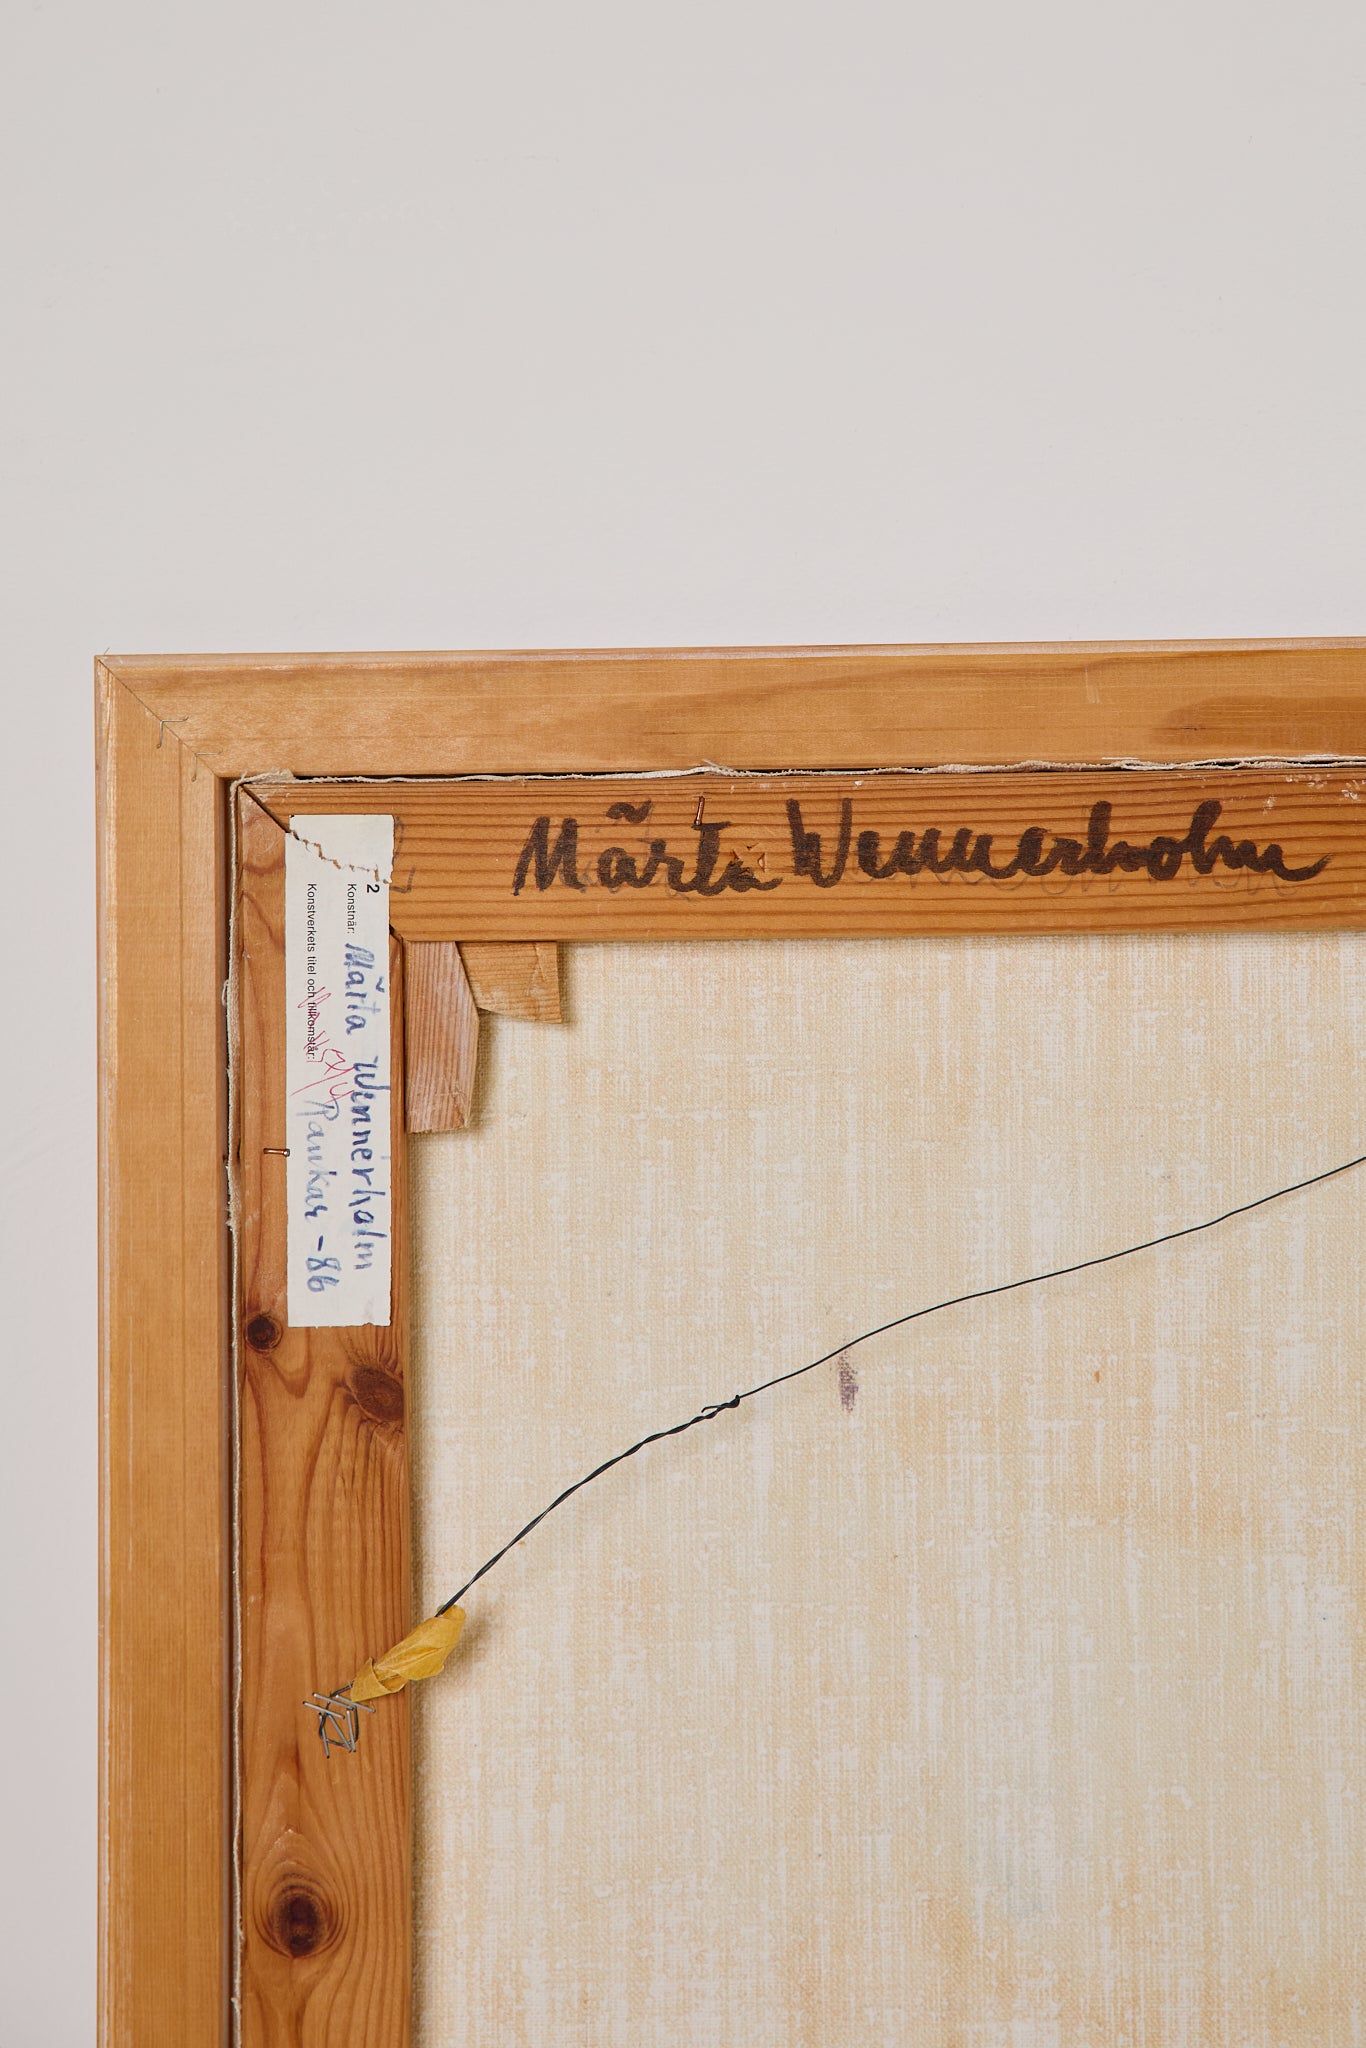 Märta Wennerholm
2
Konstnär: Märta Wennerholm
Konstverkets titel och tillkomstår:
Raukar -86